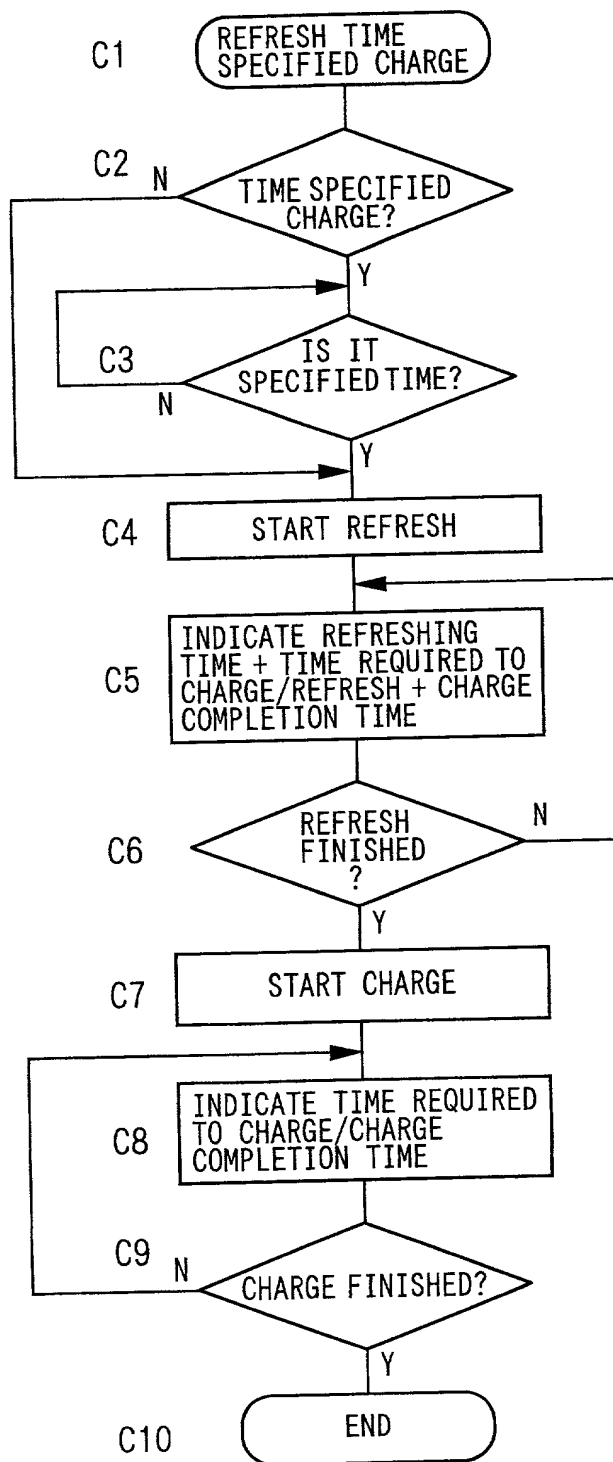 C1
REFRESH TIME
SPECIFIED CHARGE
C2
N
TIME SPECIFIED
CHARGE?
Y
C3
IS IT
SPECIFIED TIME?
N
Y
C4
START REFRESH
C5
INDICATE REFRESHING
TIME + TIME REQUIRED TO
CHARGE/REFRESH + CHARGE
COMPLETION TIME
C6
REFRESH
FINISHED
?
N
Y
C7
START CHARGE
C8
INDICATE TIME REQUIRED
TO CHARGE/CHARGE
COMPLETION TIME
C9
N
CHARGE FINISHED?
Y
C10
END